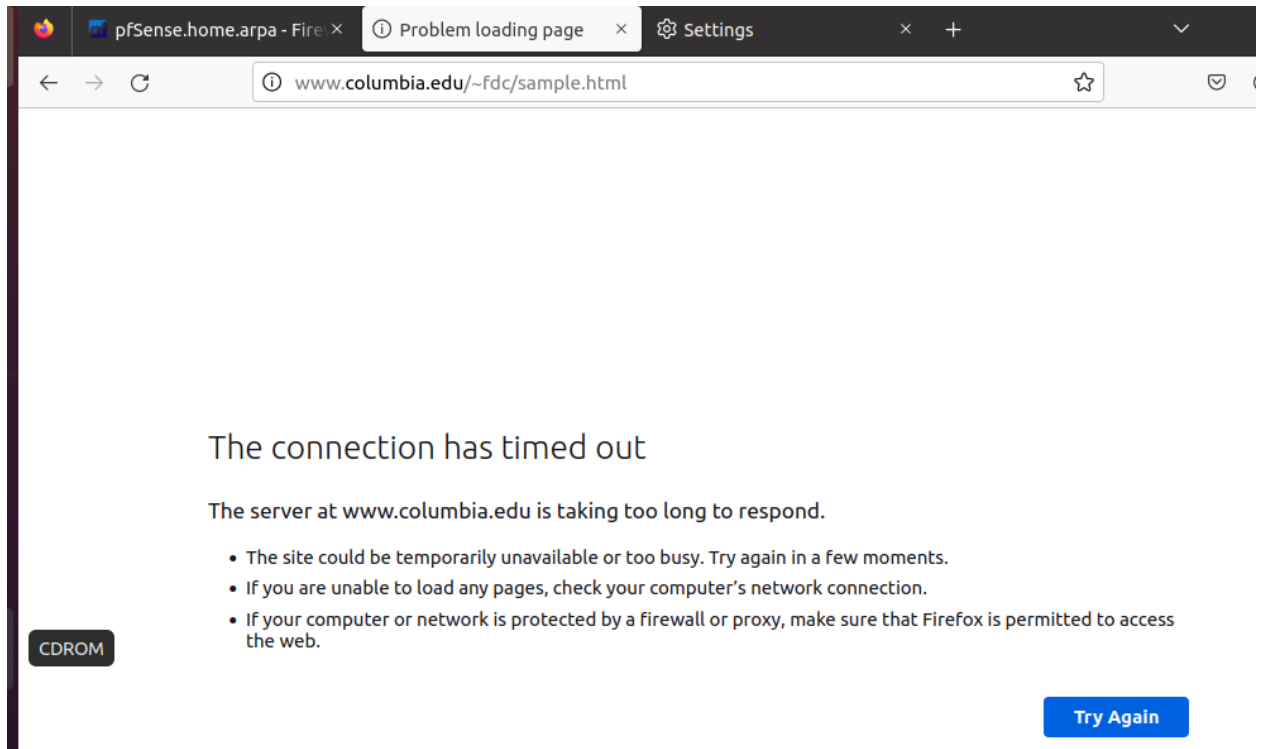 pfSense.home.arpa - Fire
Problem loading page
Settings
www.columbia.edu/~fdc/sample.html
The connection has timed out
The server at www.columbia.edu is taking too long to respond.
• The site could be temporarily unavailable or too busy. Try again in a few moments.
• If you are unable to load any pages, check your computer’s network connection.
• If your computer or network is protected by a firewall or proxy, make sure that Firefox is permitted to access
the web.
CDROM
Try Again